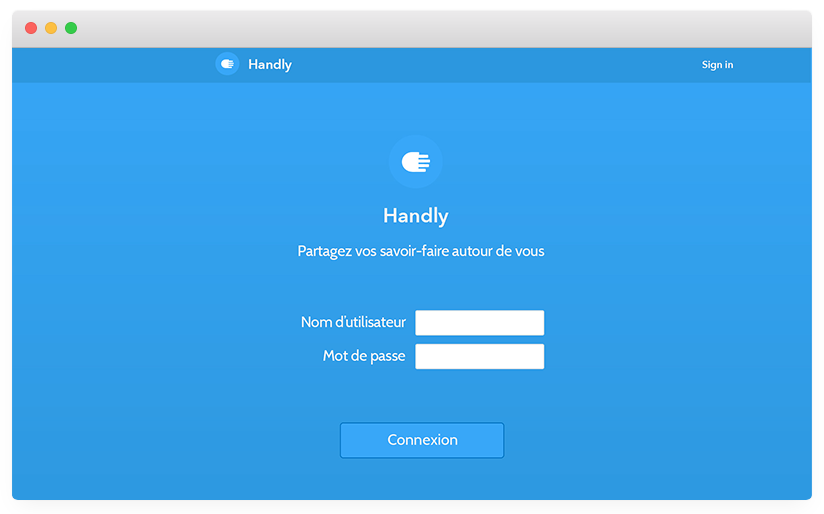 Handly
Sign in
Handly
Partagez vos savoir-faire autour de vous
Nom d'utilisateur
Mot de passe
Connexion